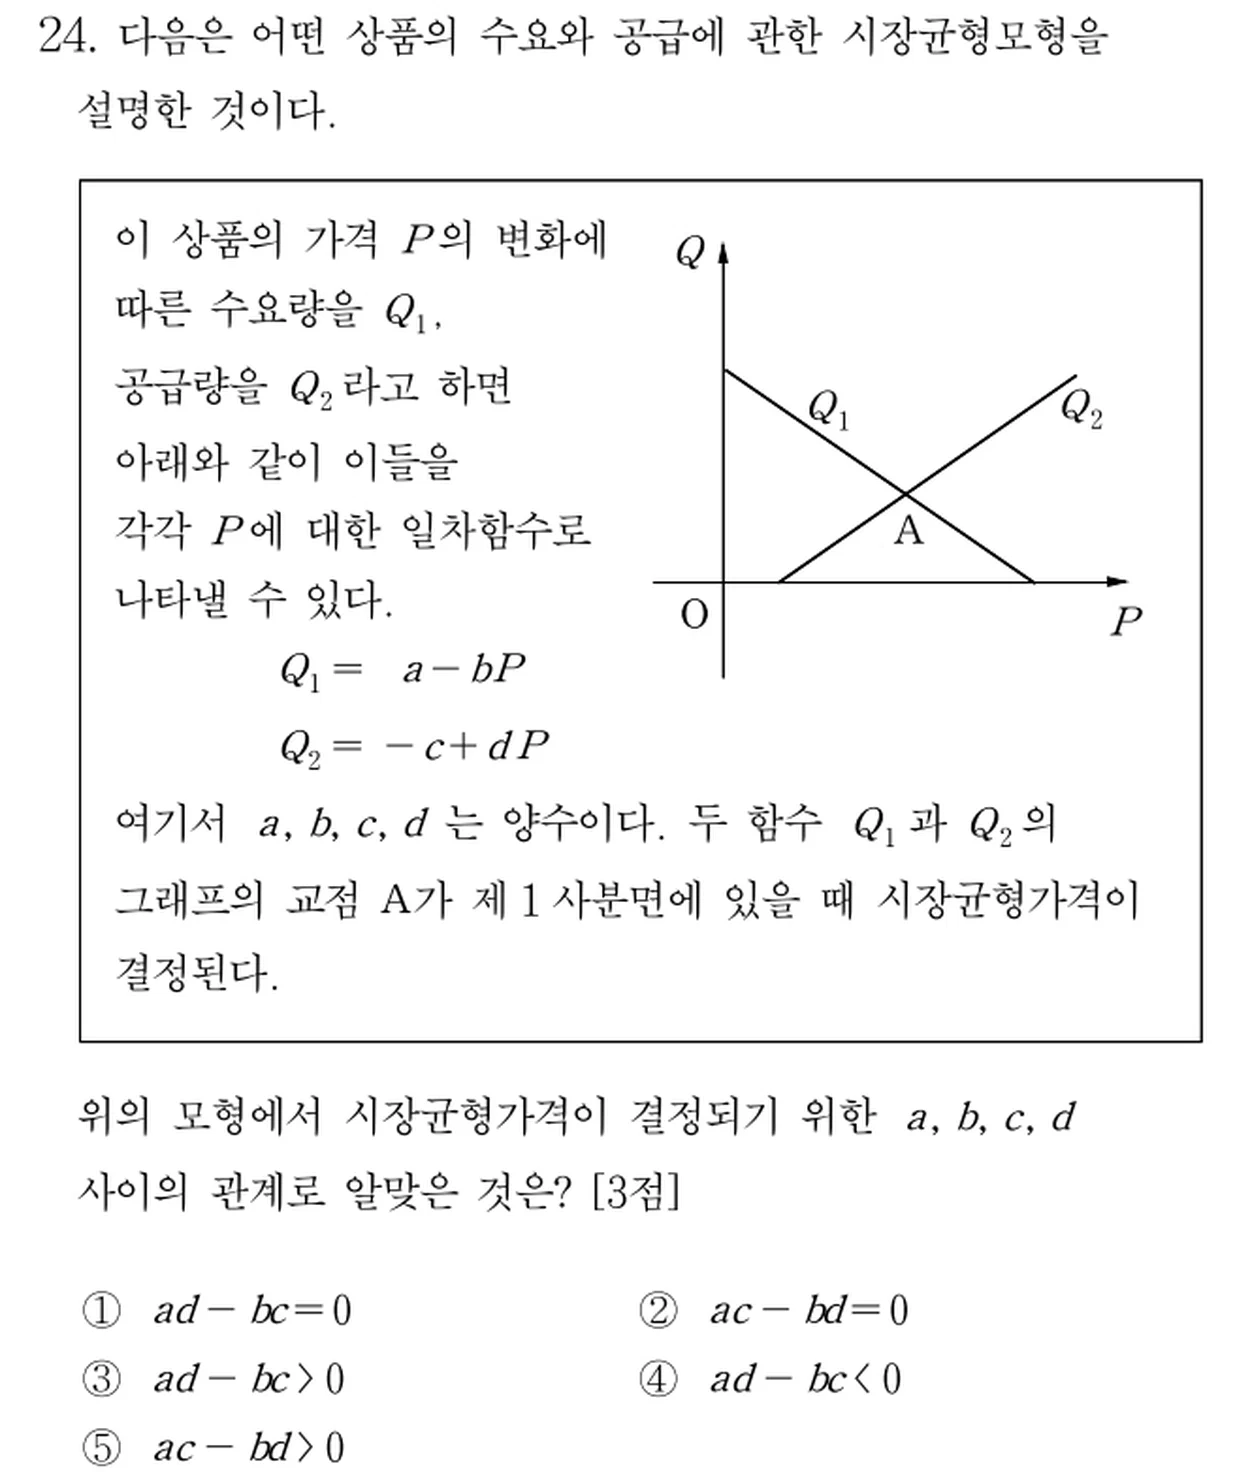 24. 다음은 어떤 상품의 수요와 공급에 관한 시장균형모형을
설명한 것이다.
이 상품의 가격 P의 변화에
따른 수요량을 Q₁,
공급량을 Q₂라고 하면
아래와 같이 이들을
각각 P에 대한 일차함수로
나타낼 수 있다.
Q
Q₁
Q₂
A
O
P
Q₁ = a − bP
Q₂ = − c + dP
여기서 a, b, c, d 는 양수이다. 두 함수 Q₁과 Q₂의
그래프의 교점 A가 제1사분면에 있을 때 시장균형가격이
결정된다.
위의 모형에서 시장균형가격이 결정되기 위한 a, b, c, d
사이의 관계로 알맞은 것은? [3점]
① ad − bc = 0
② ac − bd = 0
③ ad − bc > 0
④ ad − bc < 0
⑤ ac − bd > 0